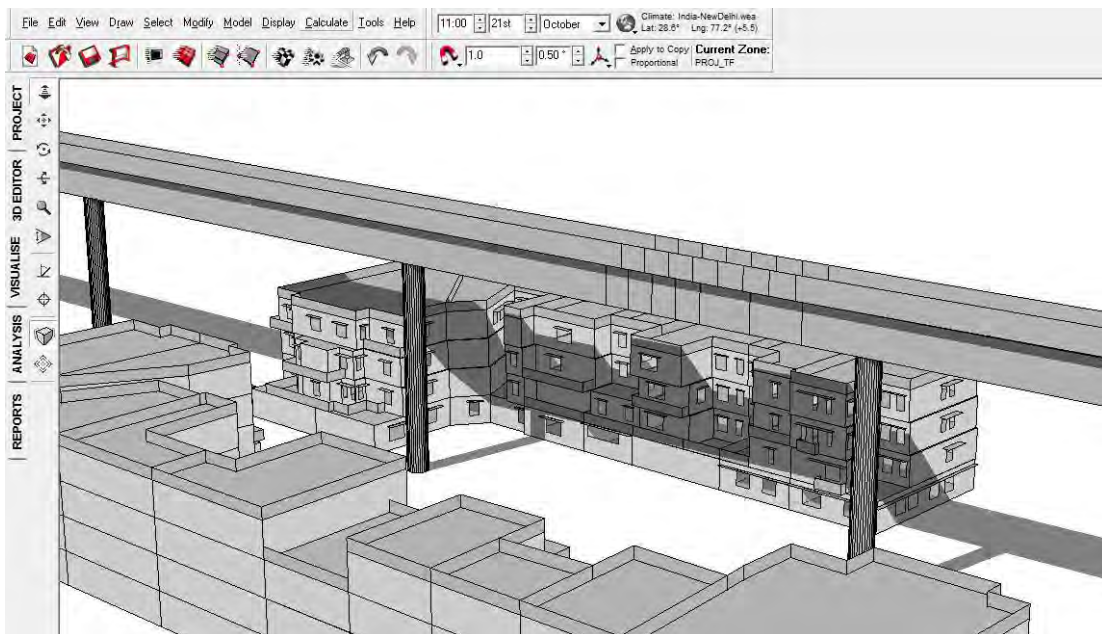 File Edit View Draw Select Modify Model Display Calculate Tools Help
11:00 21st October Climate: India-NewDelhi.wea
Lat: 28.6° Lng: 77.2° (+5.5)
1.0 0.50° Apply to Copy Current Zone:
Proportional PROJ_TF
PROJECT
3D EDITOR
VISUALISE
ANALYSIS
REPORTS